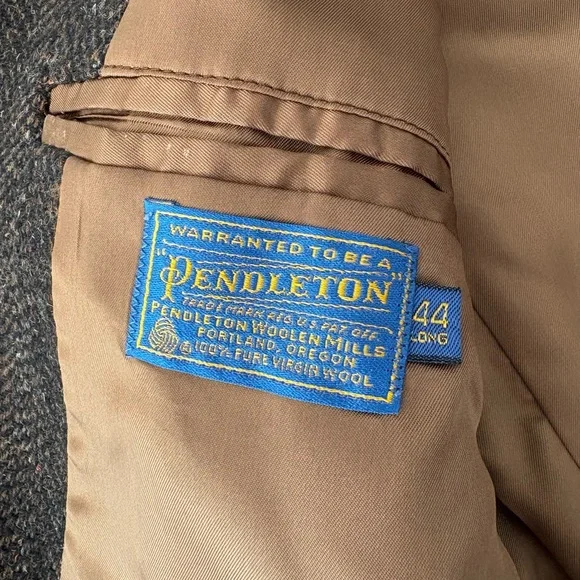 WARRANTED TO BE A
"PENDLETON"
TRADE MARK REG. U.S. PAT. OFF.
PENDLETON WOOLEN MILLS
PORTLAND, OREGON
100% PURE VIRGIN WOOL
44
LONG